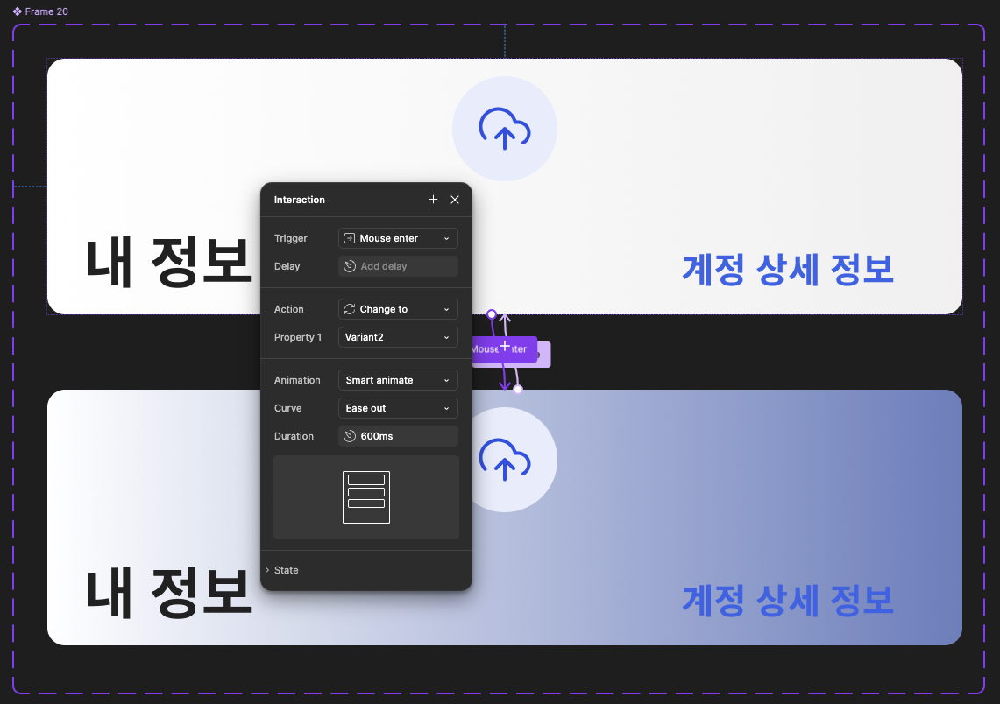 Frame 20
내 정보
계정 상세 정보
Interaction
Trigger
Mouse enter
Delay
Add delay
Action
Change to
Property 1
Variant2
Animation
Smart animate
Curve
Ease out
Duration
600ms
State
Mouse
내 정보
계정 상세 정보